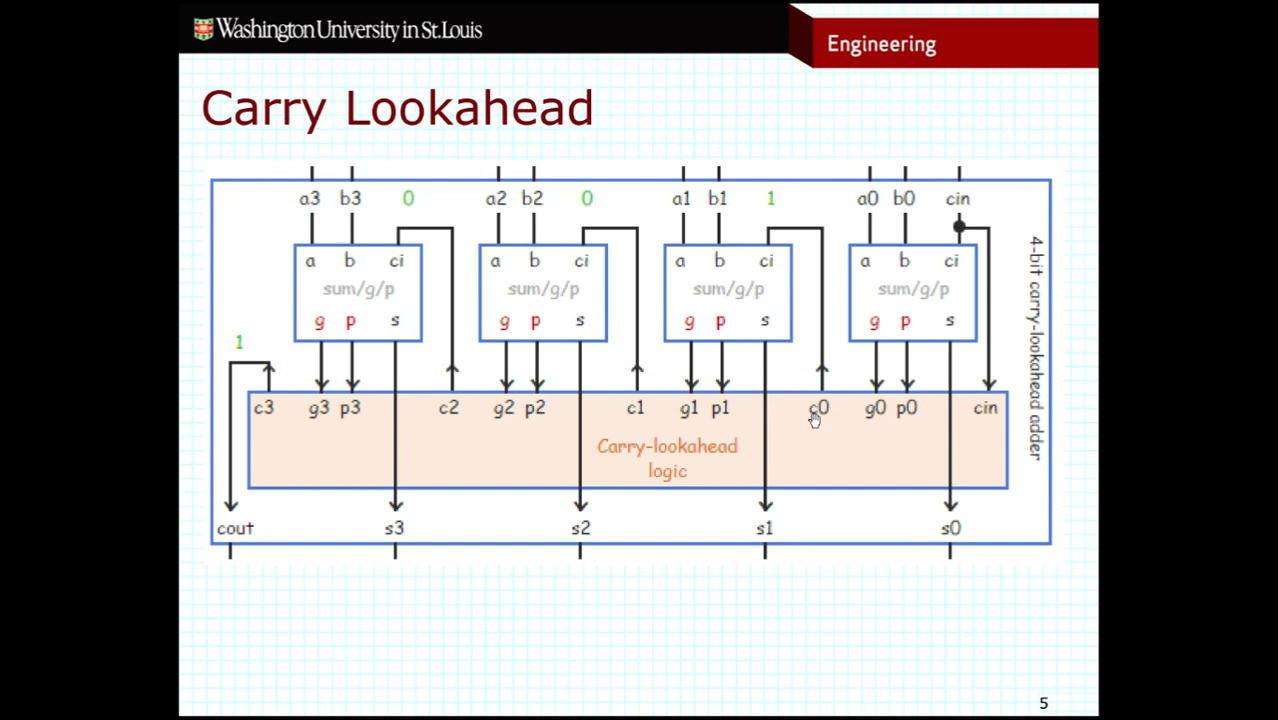 Washington University in St.Louis
Engineering
Carry Lookahead
a3 b3 0 a2 b2 0 a1 b1 1 a0 b0 cin
a b ci a b ci a b ci a b ci
sum/g/p sum/g/p sum/g/p sum/g/p
g p s g p s g p s g p s
1
c3 g3 p3 c2 g2 p2 c1 g1 p1 c0 g0 p0 cin
Carry-lookahead
logic
cout s3 s2 s1 s0
4-bit carry-lookahead adder
5